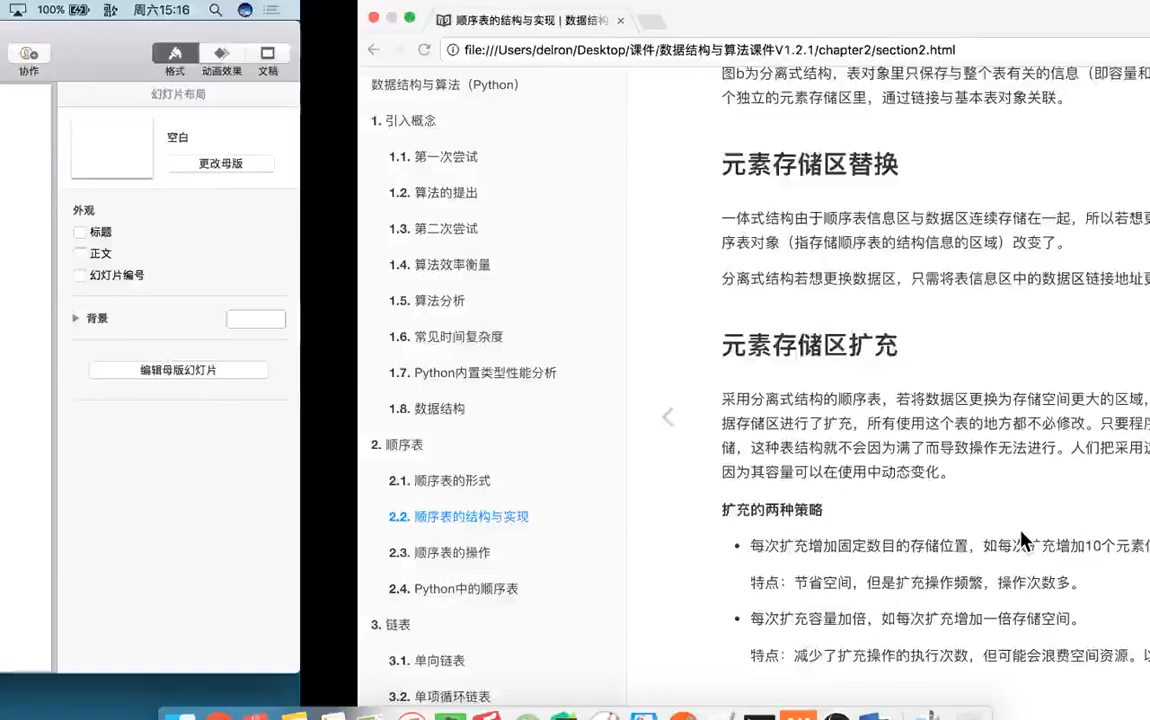 100%
周六15:16
协作
格式
动画效果
文稿
幻灯片布局
空白
更改母版
外观
标题
正文
幻灯片编号
背景
编辑母版幻灯片
顺序表的结构与实现 | 数据结构
file:///Users/delron/Desktop/课件/数据结构与算法课件V1.2.1/chapter2/section2.html
数据结构与算法（Python）
1. 引入概念
1.1. 第一次尝试
1.2. 算法的提出
1.3. 第二次尝试
1.4. 算法效率衡量
1.5. 算法分析
1.6. 常见时间复杂度
1.7. Python内置类型性能分析
1.8. 数据结构
2. 顺序表
2.1. 顺序表的形式
2.2. 顺序表的结构与实现
2.3. 顺序表的操作
2.4. Python中的顺序表
3. 链表
3.1. 单向链表
3.2. 单项循环链表
图b为分离式结构，表对象里只保存与整个表有关的信息（即容量和
个独立的元素存储区里，通过链接与基本表对象关联。
元素存储区替换
一体式结构由于顺序表信息区与数据区连续存储在一起，所以若想更
序表对象（指存储顺序表的结构信息的区域）改变了。
分离式结构若想更换数据区，只需将表信息区中的数据区链接地址更
元素存储区扩充
采用分离式结构的顺序表，若将数据区更换为存储空间更大的区域，
据存储区进行了扩充，所有使用这个表的地方都不必修改。只要程序
储，这种表结构就不会因为满了而导致操作无法进行。人们把采用这
因为其容量可以在使用中动态变化。
扩充的两种策略
• 每次扩充增加固定数目的存储位置，如每次扩充增加10个元素位
特点：节省空间，但是扩充操作频繁，操作次数多。
• 每次扩充容量加倍，如每次扩充增加一倍存储空间。
特点：减少了扩充操作的执行次数，但可能会浪费空间资源。以